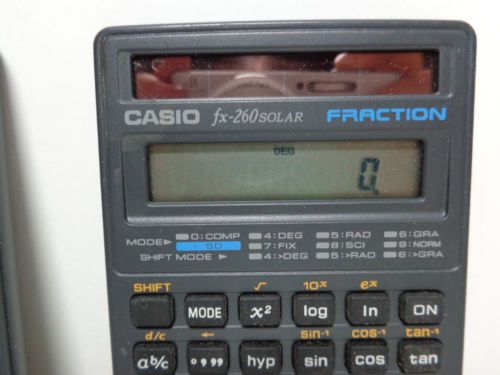 CASIO fx-260SOLAR FRACTION
DEG
0.
MODE► 0:COMP 4:DEG 5:RAD 6:GRA
· SD 7:FIX 8:SCI 9:NORM
SHIFT MODE ► 4:>DEG 5:>RAD 6:>GRA
SHIFT √ 10ˣ eˣ
MODE x² log ln ON
d/c ← sin⁻¹ cos⁻¹ tan⁻¹
ab/c °,,, hyp sin cos tan